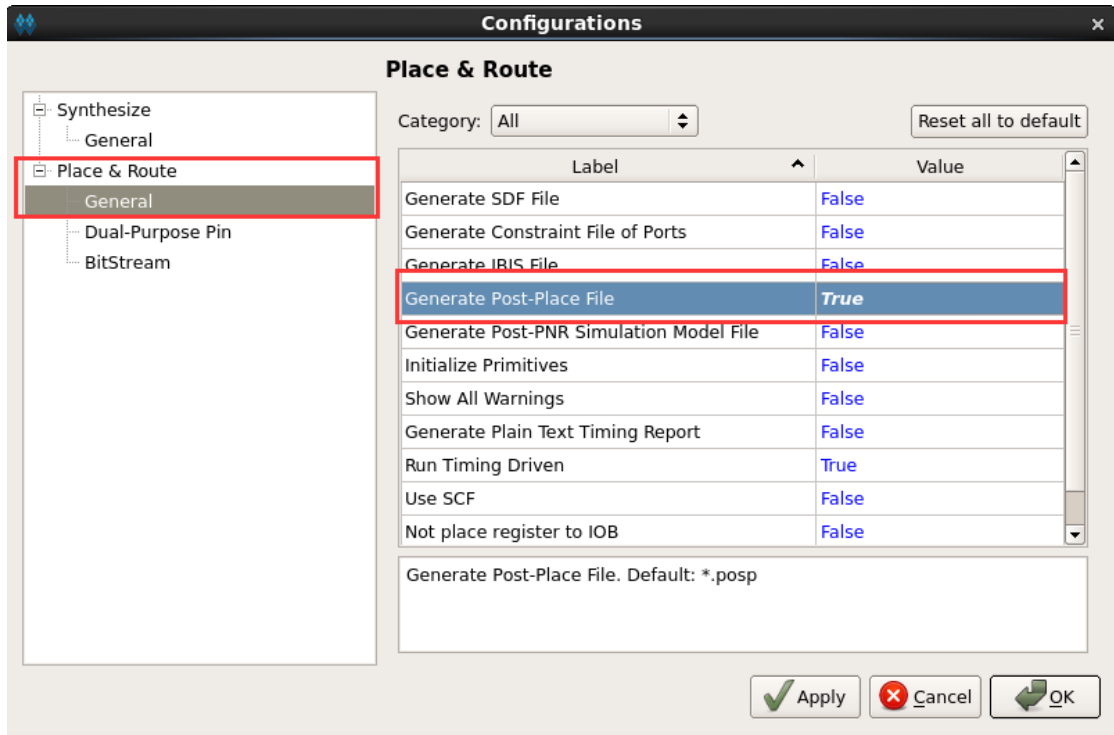 Configurations
Place & Route
Synthesize
General
Place & Route
General
Dual-Purpose Pin
BitStream
Category: All Reset all to default
Label Value
Generate SDF File False
Generate Constraint File of Ports False
Generate IBIS File False
Generate Post-Place File True
Generate Post-PNR Simulation Model File False
Initialize Primitives False
Show All Warnings False
Generate Plain Text Timing Report False
Run Timing Driven True
Use SCF False
Not place register to IOB False
Generate Post-Place File. Default: *.posp
Apply Cancel OK